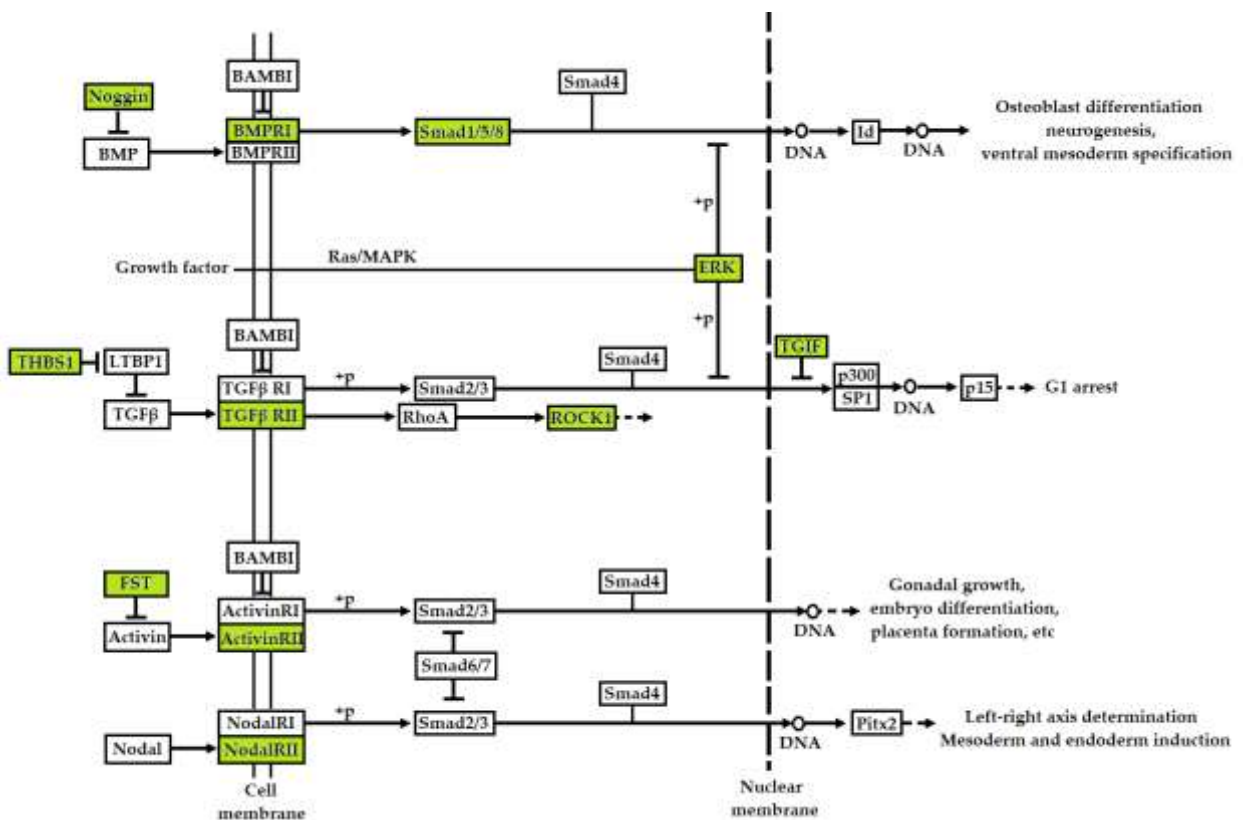 BAMBI
Smad4
Noggin
BMPRI
Smad1/5/8
Id
Osteoblast differentiation
neurogenesis,
ventral mesoderm specification
BMP
BMPRII
DNA
DNA
+p
Growth factor
Ras/MAPK
ERK
+p
BAMBI
Smad4
TGIF
THBS1
LTBP1
TGFβ RI
+p
Smad2/3
p300
SP1
DNA
p15
G1 arrest
TGFβ
TGFβ RII
RhoA
ROCK1
BAMBI
Smad4
FST
ActivinRI
+p
Smad2/3
Gonadal growth,
embryo differentiation,
placenta formation, etc
DNA
Activin
ActivinRII
Smad6/7
Smad4
NodalRI
+p
Smad2/3
Pitx2
Left-right axis determination
Mesoderm and endoderm induction
Nodal
NodalRII
DNA
Cell
membrane
Nuclear
membrane